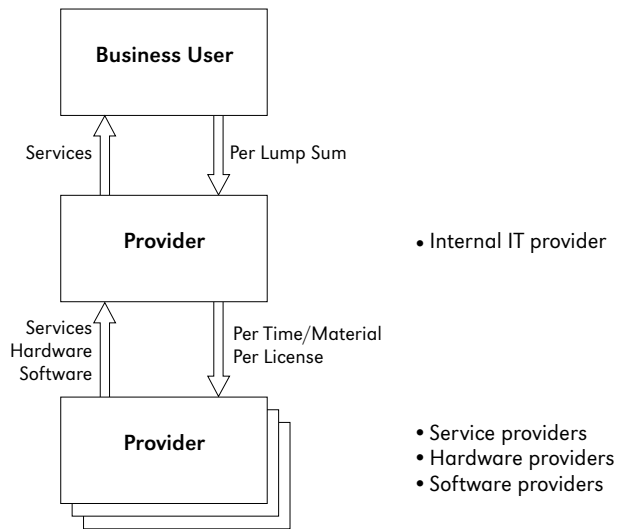 Business User
Services
Per Lump Sum
Provider
• Internal IT provider
Services
Hardware
Software
Per Time/Material
Per License
Provider
• Service providers
• Hardware providers
• Software providers